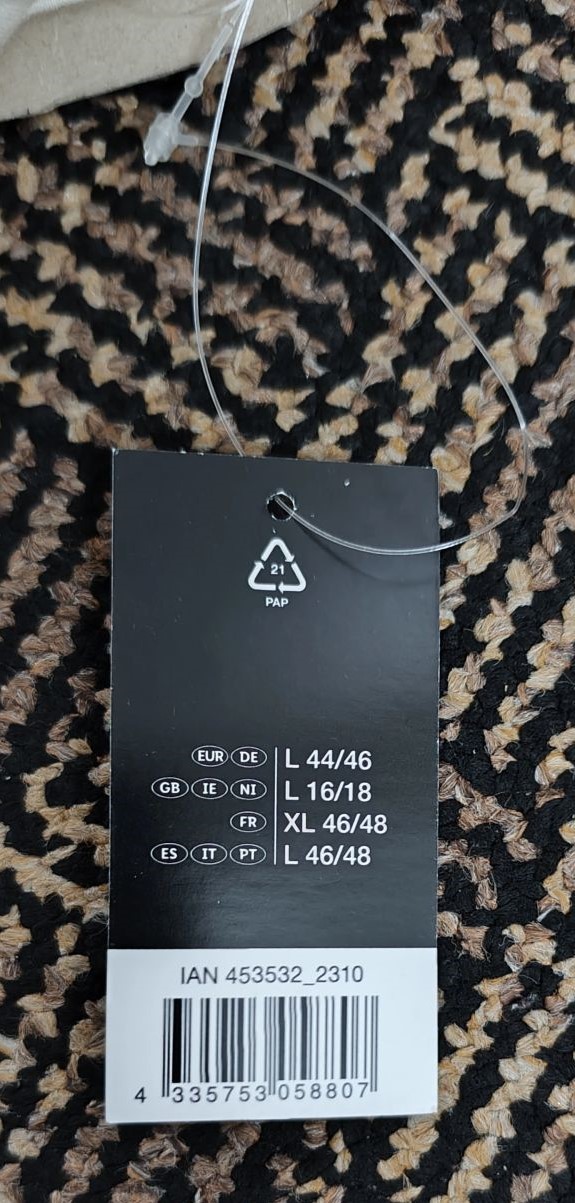 21
PAP
EUR DE L 44/46
GB IE NI L 16/18
FR XL 46/48
ES IT PT L 46/48
IAN 453532_2310
4 335753 058807